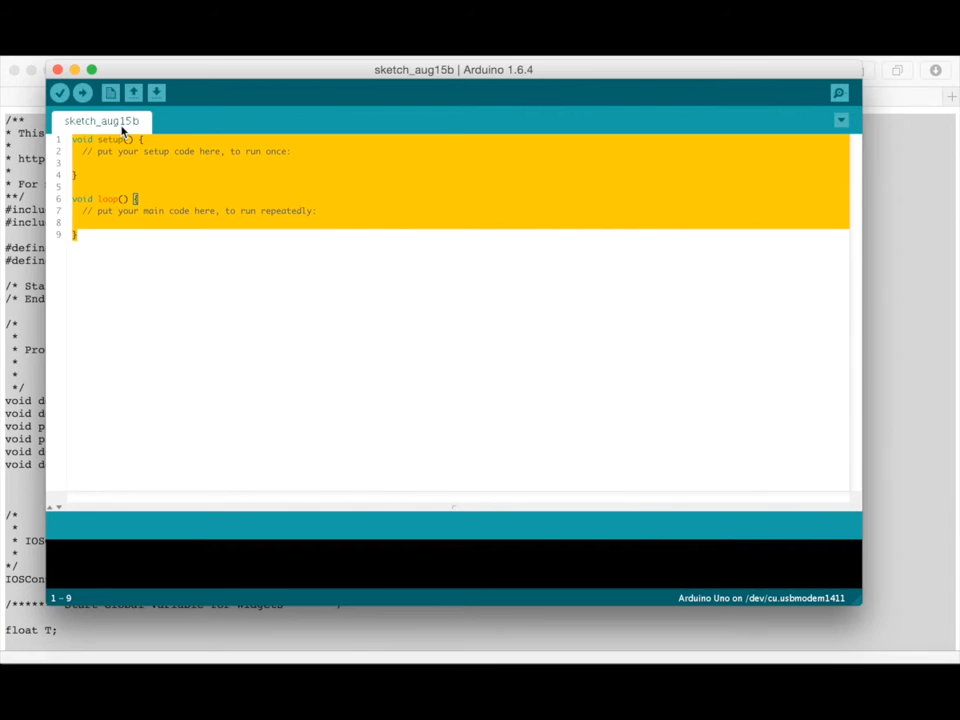 sketch_aug15b | Arduino 1.6.4
sketch_aug15b
1 void setup() {
2 // put your setup code here, to run once:
3
4 }
5
6 void loop() {
7 // put your main code here, to run repeatedly:
8
9 }
1 - 9
Arduino Uno on /dev/cu.usbmodem1411
/**
* This
*
* http
*
* For
**/
#inclu
#inclu
#defin
#defin
/* Sta
/* End
/*
*
* Pro
*
*
*/
void d
void d
void p
void p
void d
void d
/*
*
* IOS
*
*/
IOSCon
float T;